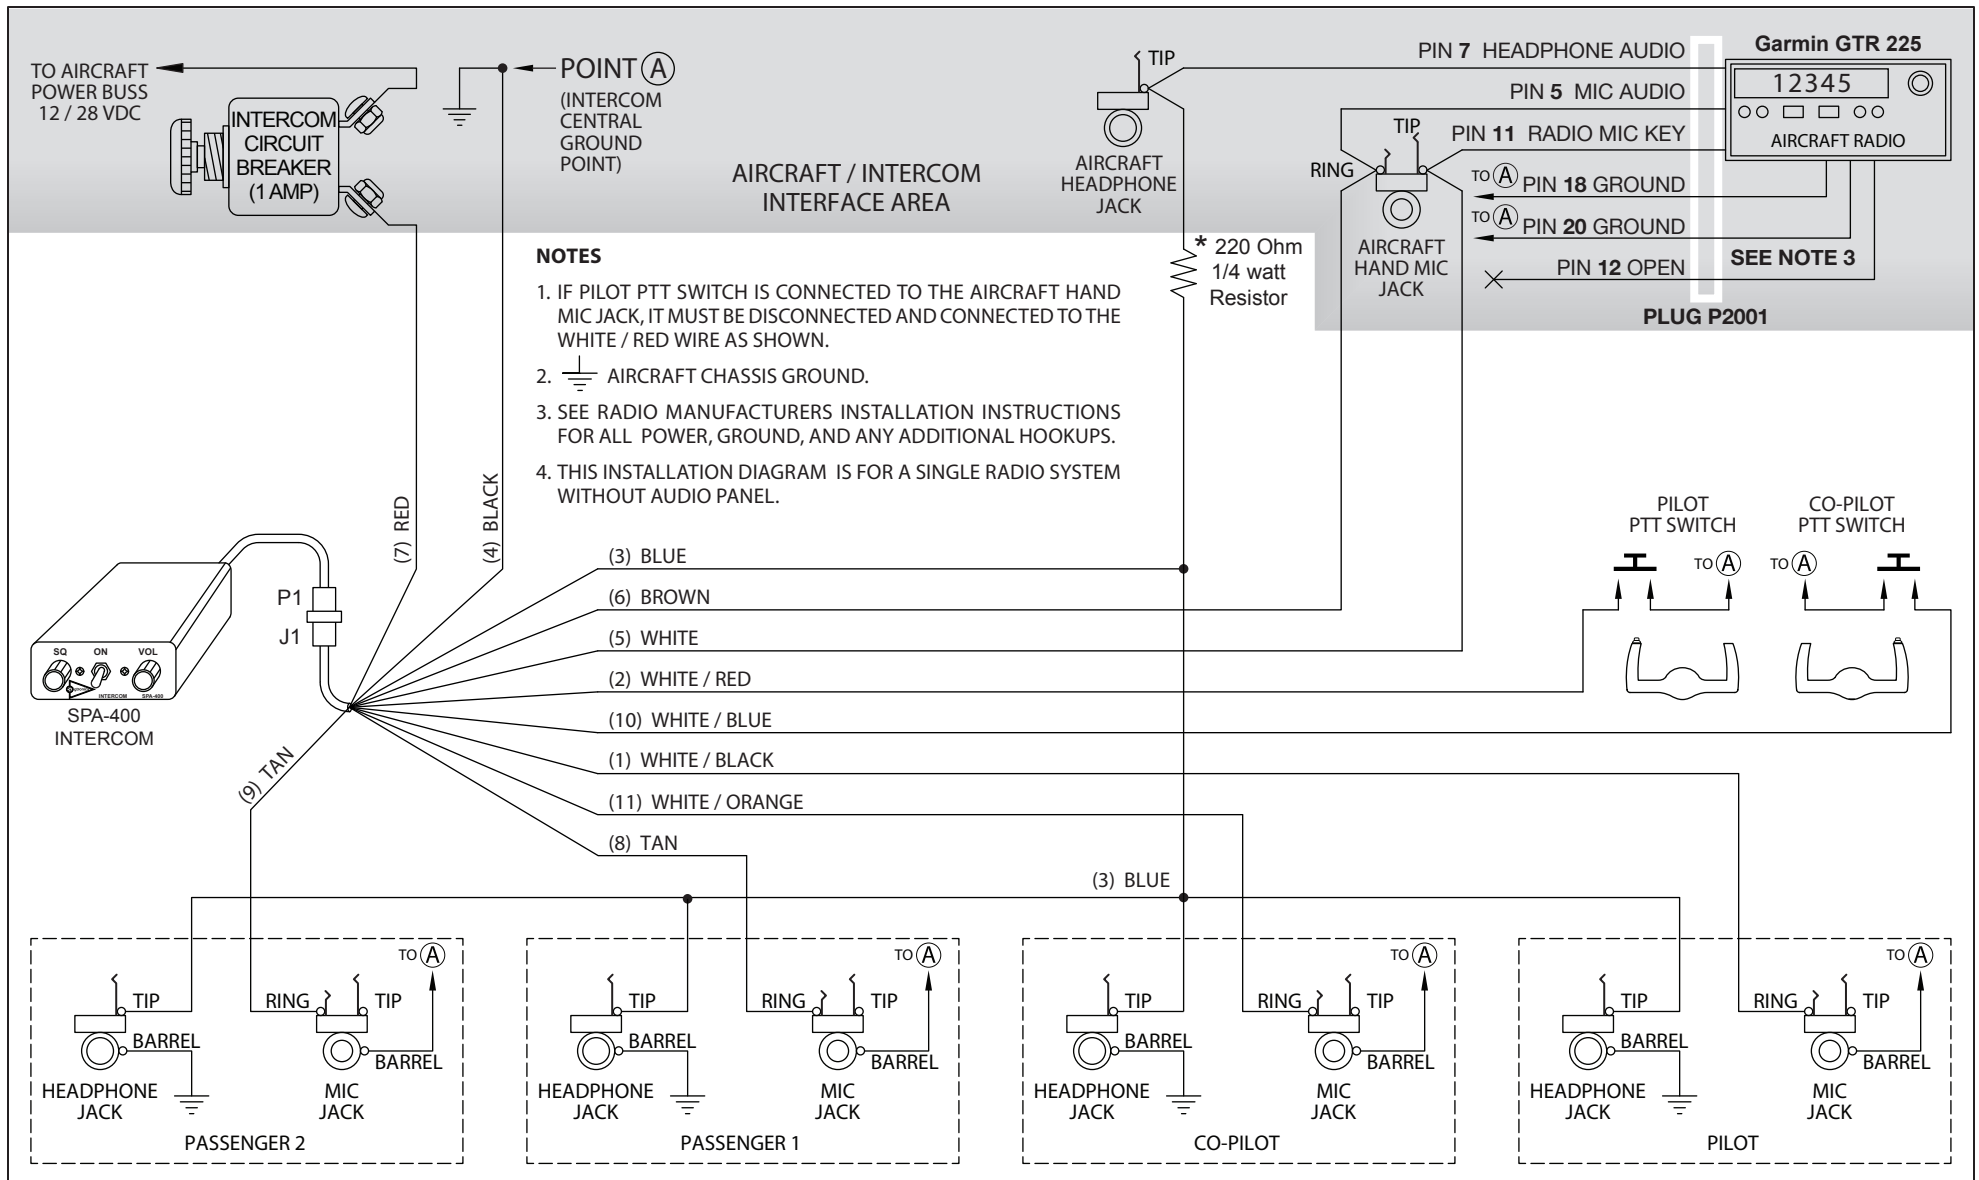 TO AIRCRAFT
POWER BUSS
12 / 28 VDC
INTERCOM
CIRCUIT
BREAKER
(1 AMP)
POINT A
(INTERCOM
CENTRAL
GROUND
POINT)
AIRCRAFT / INTERCOM
INTERFACE AREA
TIP
AIRCRAFT
HEADPHONE
JACK
PIN 7 HEADPHONE AUDIO
PIN 5 MIC AUDIO
TIP
PIN 11 RADIO MIC KEY
RING
TO A PIN 18 GROUND
TO A PIN 20 GROUND
PIN 12 OPEN
AIRCRAFT
HAND MIC
JACK
Garmin GTR 225
12345
AIRCRAFT RADIO
SEE NOTE 3
PLUG P2001
* 220 Ohm
1/4 watt
Resistor
NOTES
1. IF PILOT PTT SWITCH IS CONNECTED TO THE AIRCRAFT HAND
MIC JACK, IT MUST BE DISCONNECTED AND CONNECTED TO THE
WHITE / RED WIRE AS SHOWN.
2. AIRCRAFT CHASSIS GROUND.
3. SEE RADIO MANUFACTURERS INSTALLATION INSTRUCTIONS
FOR ALL POWER, GROUND, AND ANY ADDITIONAL HOOKUPS.
4. THIS INSTALLATION DIAGRAM IS FOR A SINGLE RADIO SYSTEM
WITHOUT AUDIO PANEL.
(7) RED
(4) BLACK
PILOT
PTT SWITCH
TO A
CO-PILOT
PTT SWITCH
TO A
P1
J1
SQ
ON
VOL
INTERCOM
SPA-400
SPA-400
INTERCOM
(3) BLUE
(6) BROWN
(5) WHITE
(2) WHITE / RED
(10) WHITE / BLUE
(1) WHITE / BLACK
(11) WHITE / ORANGE
(8) TAN
(9) TAN
(3) BLUE
TIP
BARREL
HEADPHONE
JACK
RING
TIP
TO A
BARREL
MIC
JACK
PASSENGER 2
TIP
BARREL
HEADPHONE
JACK
RING
TIP
TO A
BARREL
MIC
JACK
PASSENGER 1
TIP
BARREL
HEADPHONE
JACK
RING
TIP
TO A
BARREL
MIC
JACK
CO-PILOT
TIP
BARREL
HEADPHONE
JACK
RING
TIP
TO A
BARREL
MIC
JACK
PILOT